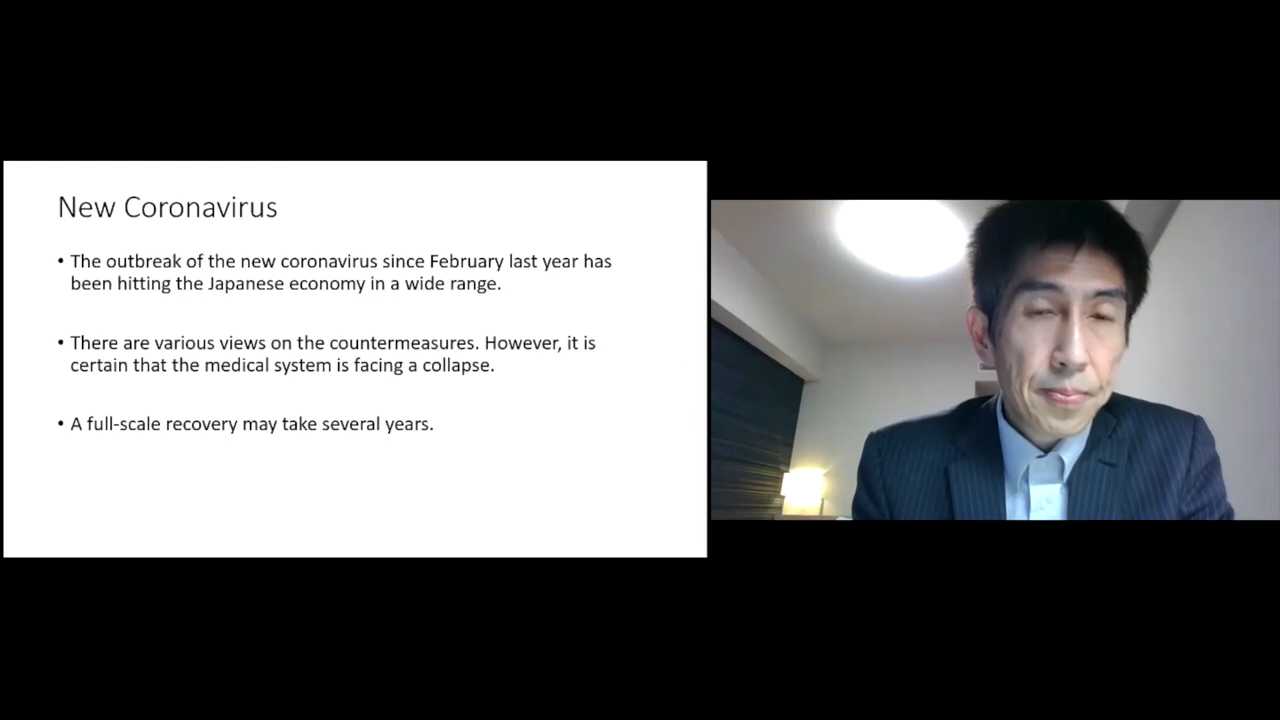 New Coronavirus
• The outbreak of the new coronavirus since February last year has
been hitting the Japanese economy in a wide range.
• There are various views on the countermeasures. However, it is
certain that the medical system is facing a collapse.
• A full-scale recovery may take several years.